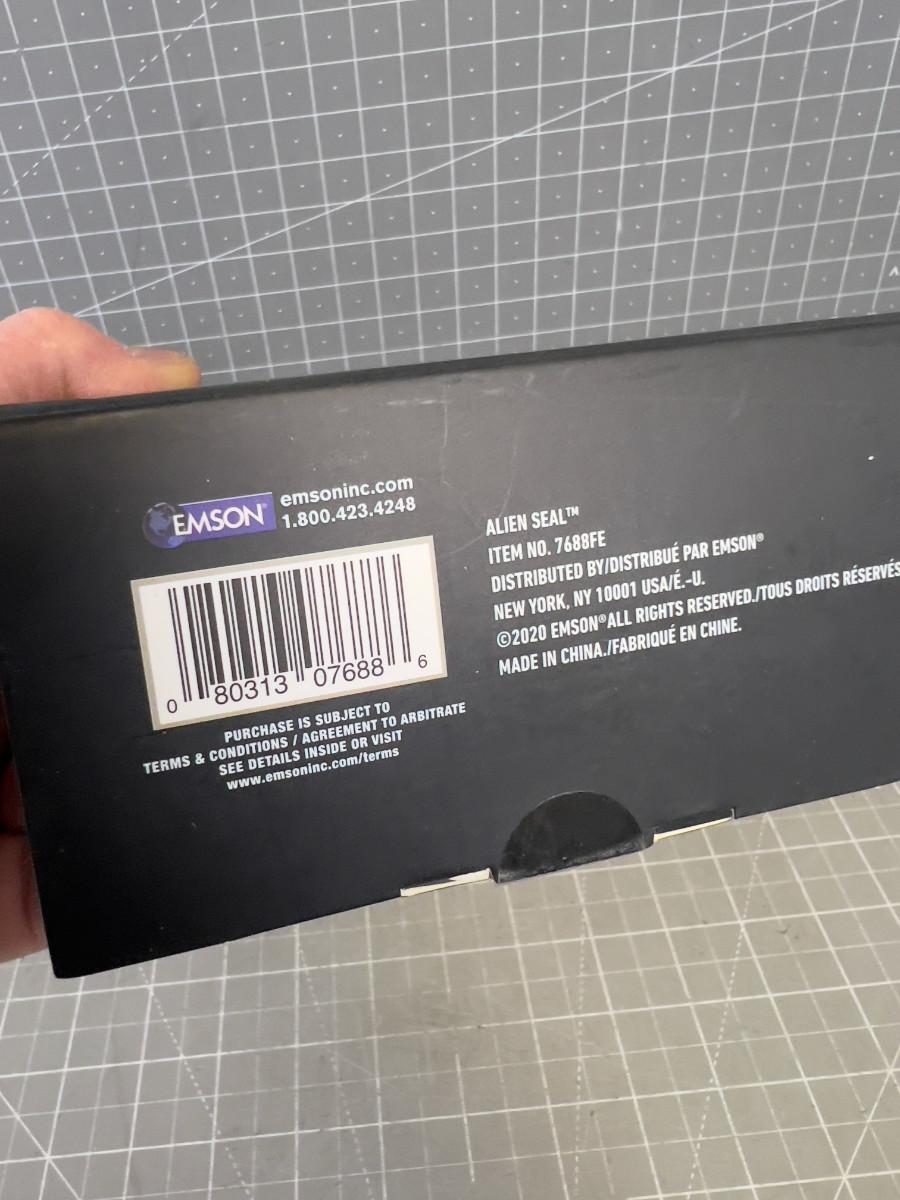 EMSON®
emsoninc.com
1.800.423.4248
0 80313 07688 6
PURCHASE IS SUBJECT TO
TERMS & CONDITIONS / AGREEMENT TO ARBITRATE
SEE DETAILS INSIDE OR VISIT
www.emsoninc.com/terms
ALIEN SEAL™
ITEM NO. 7688FE
DISTRIBUTED BY/DISTRIBUÉ PAR EMSON®
NEW YORK, NY 10001 USA/É.-U.
©2020 EMSON® ALL RIGHTS RESERVED./TOUS DROITS RÉSERVÉS
MADE IN CHINA./FABRIQUÉ EN CHINE.